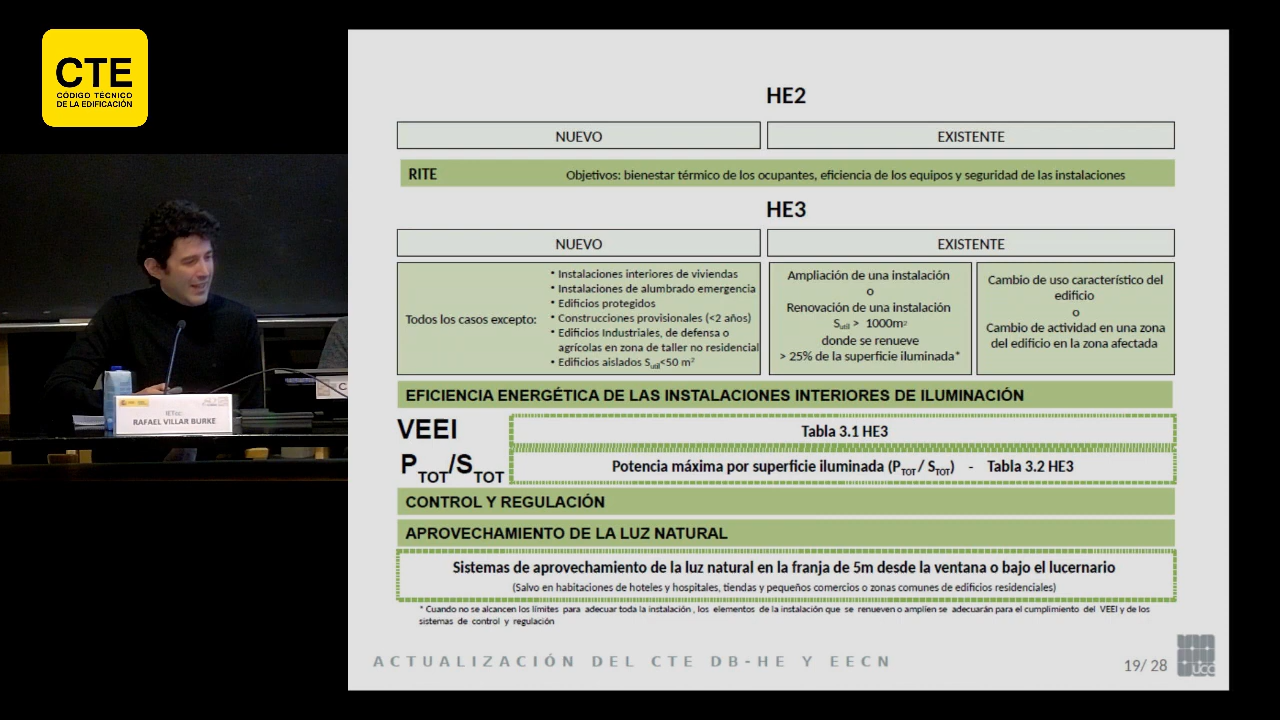 CTE
CÓDIGO TÉCNICO
DE LA EDIFICACIÓN
IETcc:
RAFAEL VILLAR BURKE
HE2
NUEVO
EXISTENTE
RITE
Objetivos: bienestar térmico de los ocupantes, eficiencia de los equipos y seguridad de las instalaciones
HE3
NUEVO
EXISTENTE
Todos los casos excepto:
• Instalaciones interiores de viviendas
• Instalaciones de alumbrado emergencia
• Edificios protegidos
• Construcciones provisionales (<2 años)
• Edificios Industriales, de defensa o
agrícolas en zona de taller no residencial
• Edificios aislados Sutil<50 m²
Ampliación de una instalación
o
Renovación de una instalación
Sutil > 1000m²
donde se renueve
> 25% de la superficie iluminada*
Cambio de uso característico del
edificio
o
Cambio de actividad en una zona
del edificio en la zona afectada
EFICIENCIA ENERGÉTICA DE LAS INSTALACIONES INTERIORES DE ILUMINACIÓN
VEEI
Tabla 3.1 HE3
PTOT/STOT
Potencia máxima por superficie iluminada (PTOT / STOT) - Tabla 3.2 HE3
CONTROL Y REGULACIÓN
APROVECHAMIENTO DE LA LUZ NATURAL
Sistemas de aprovechamiento de la luz natural en la franja de 5m desde la ventana o bajo el lucernario
(Salvo en habitaciones de hoteles y hospitales, tiendas y pequeños comercios o zonas comunes de edificios residenciales)
* Cuando no se alcancen los límites para adecuar toda la instalación, los elementos de la instalación que se renueven o amplíen se adecuarán para el cumplimiento del VEEI y de los
sistemas de control y regulación
ACTUALIZACIÓN DEL CTE DB-HE Y EECN
19/ 28